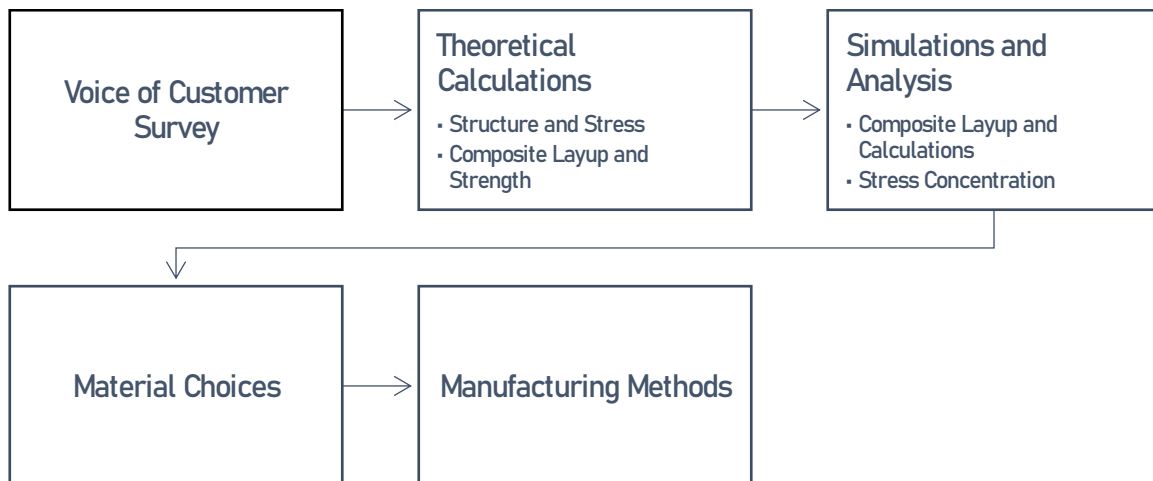 Voice of Customer
Survey
Theoretical
Calculations
▪ Structure and Stress
▪ Composite Layup and
Strength
Simulations and
Analysis
▪ Composite Layup and
Calculations
▪ Stress Concentration
Material Choices
Manufacturing Methods